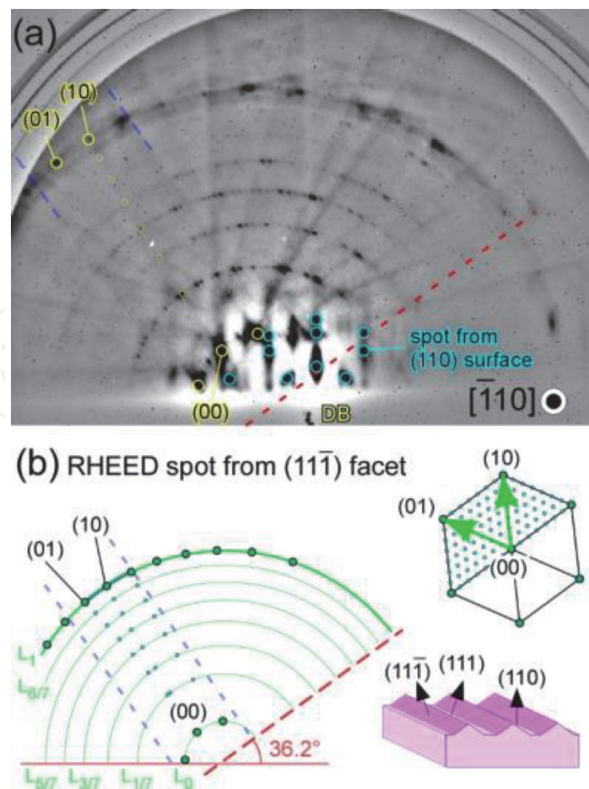 (a)
(10)
(01)
spot from
(110) surface
(00)
DB
[1̅10]
(b) RHEED spot from (111̅) facet
(10)
(01)
(00)
(10)
(01)
L₁
L₆/₇
(00)
36.2°
L₅/₇ L₃/₇ L₁/₇ L₀
(111̅) (111) (110)